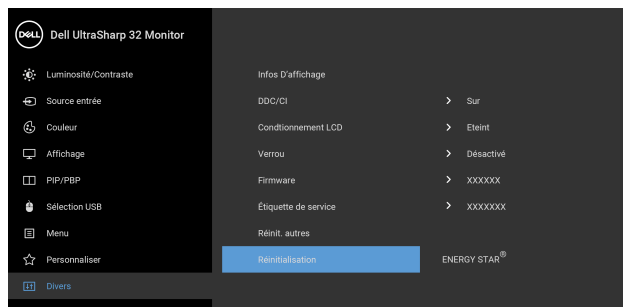 DELL Dell UltraSharp 32 Monitor
Luminosité/Contraste Infos D'affichage
Source entrée DDC/CI Sur
Couleur Condtionnement LCD Eteint
Affichage Verrou Désactivé
PIP/PBP Firmware XXXXXX
Sélection USB Étiquette de service XXXXXXX
Menu Réinit. autres
Personnaliser Réinitialisation ENERGY STAR®
Divers